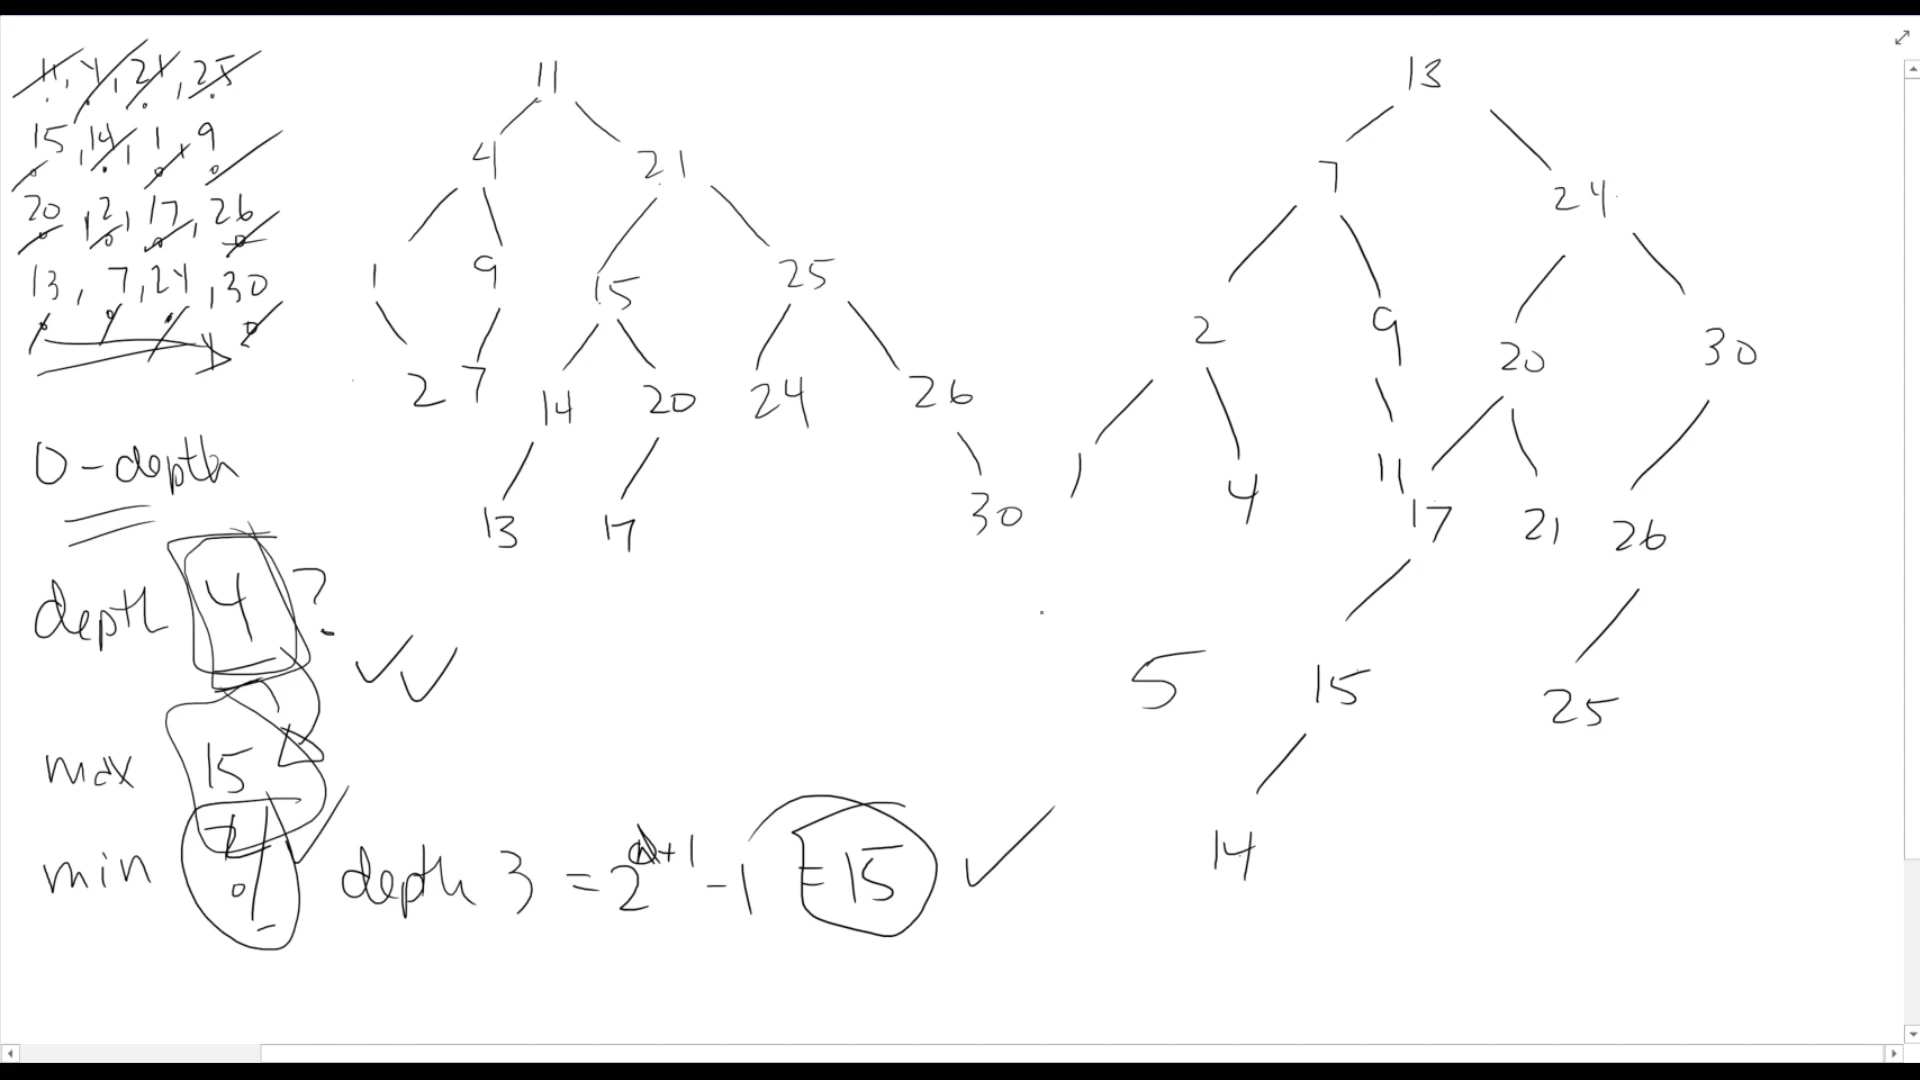 11, 4, 21, 25
15, 14, 1, 9
20, 2, 17, 26
13, 7, 24, 30
0-depth
depth 4 ?
max 15
min
depth 3 = 2^n+1 - 1 = 15
11
4 21
1 9 15 25
2 7 14 20 24 26
13 17 30
13
7 24
2 9 20 30
1 4 11 17 21 26
5 15 25
14